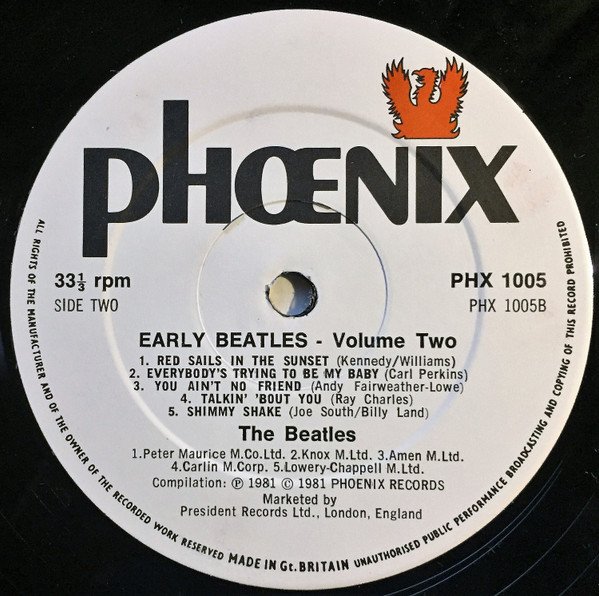 PHŒNIX
33⅓ rpm
PHX 1005
SIDE TWO
PHX 1005B
EARLY BEATLES - Volume Two
1. RED SAILS IN THE SUNSET (Kennedy/Williams)
2. EVERYBODY'S TRYING TO BE MY BABY (Carl Perkins)
3. YOU AIN'T NO FRIEND (Andy Fairweather-Lowe)
4. TALKIN' 'BOUT YOU (Ray Charles)
5. SHIMMY SHAKE (Joe South/Billy Land)
The Beatles
1.Peter Maurice M.Co.Ltd. 2.Knox M.Ltd. 3.Amen M.Ltd.
4.Carlin M.Corp. 5.Lowery-Chappell M.Ltd.
Compilation: ℗ 1981 © 1981 PHOENIX RECORDS
Marketed by
President Records Ltd., London, England
ALL RIGHTS OF THE MANUFACTURER AND OF THE OWNER OF THE RECORDED WORK RESERVED MADE IN Gt. BRITAIN UNAUTHORISED PUBLIC PERFORMANCE BROADCASTING AND COPYING OF THIS RECORD PROHIBITED